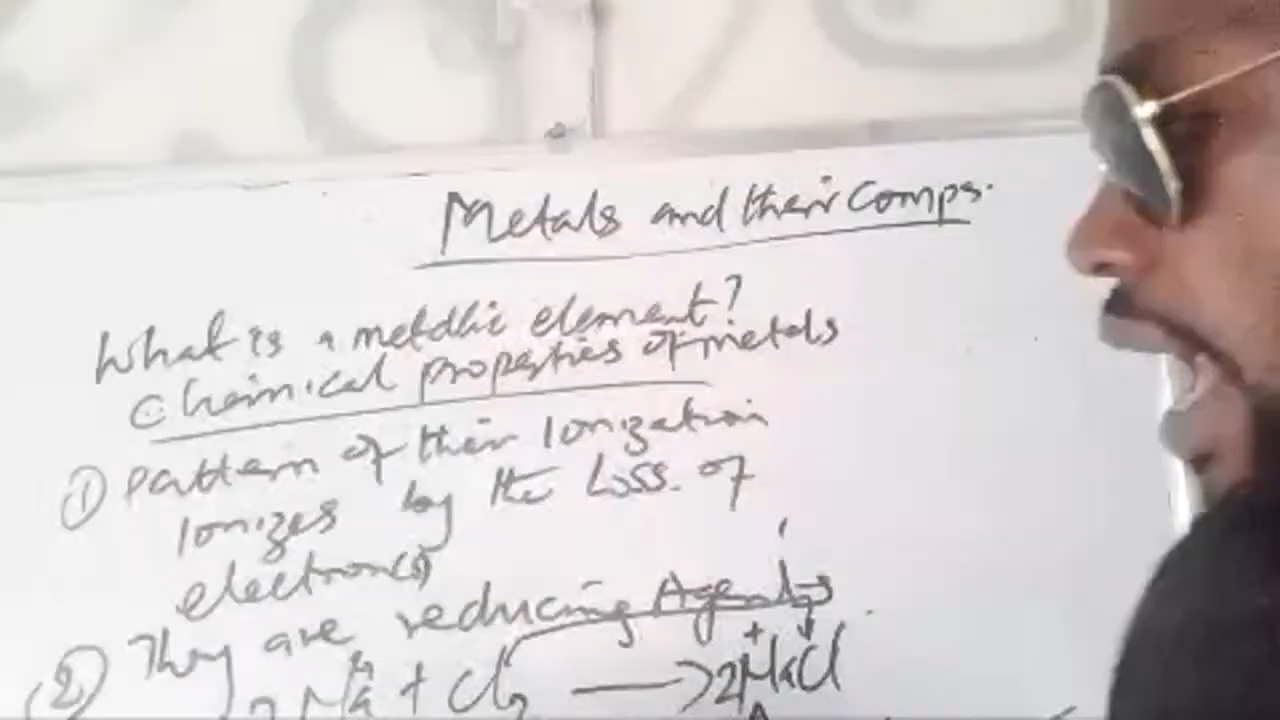 Metals and their Comps.
What is a metallic element?
Chemical properties of metals
① Pattern of their Ionization
Ionizes by the Loss of
electron(s)
② They are reducing Agents
2Na + Cl2 → 2NaCl